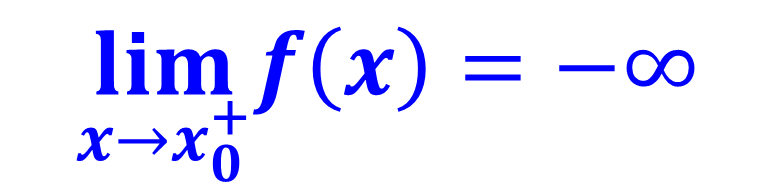 lim f(x) = −∞
x→x₀⁺